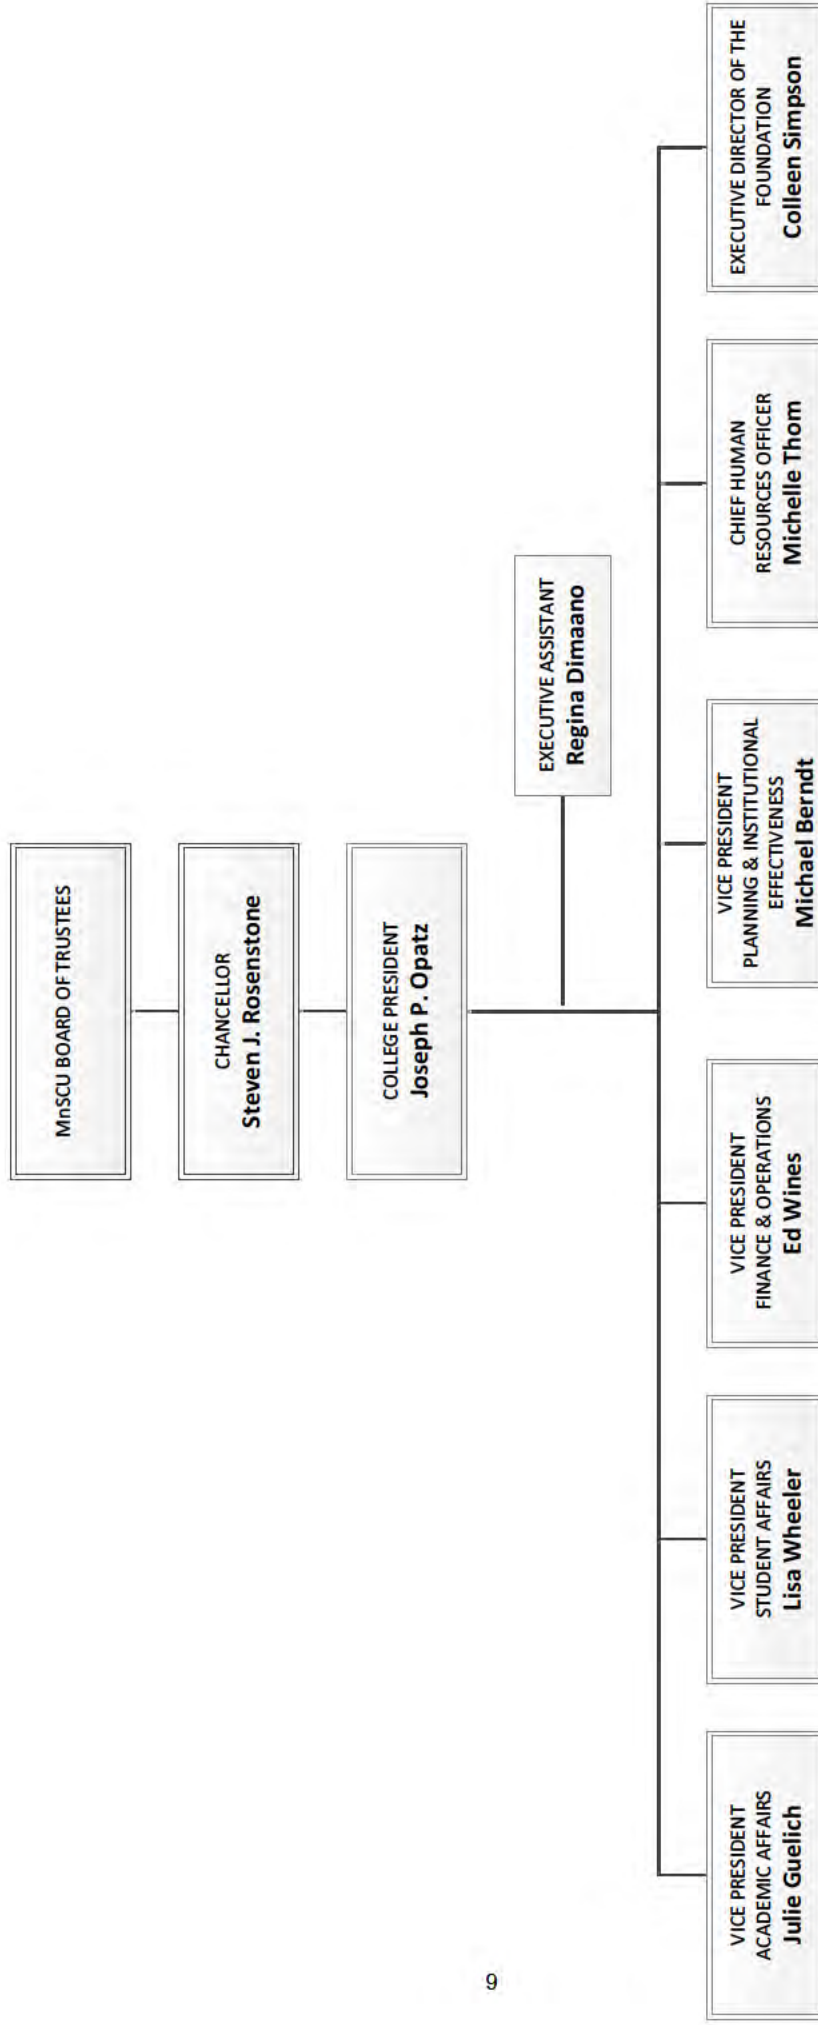 MnSCU BOARD OF TRUSTEES
CHANCELLOR
Steven J. Rosenstone
COLLEGE PRESIDENT
Joseph P. Opatz
EXECUTIVE ASSISTANT
Regina Dimaano
VICE PRESIDENT
ACADEMIC AFFAIRS
Julie Guelich
VICE PRESIDENT
STUDENT AFFAIRS
Lisa Wheeler
VICE PRESIDENT
FINANCE & OPERATIONS
Ed Wines
VICE PRESIDENT
PLANNING & INSTITUTIONAL
EFFECTIVENESS
Michael Berndt
CHIEF HUMAN
RESOURCES OFFICER
Michelle Thom
EXECUTIVE DIRECTOR OF THE
FOUNDATION
Colleen Simpson
9